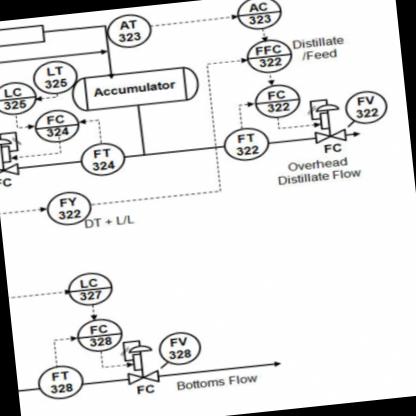 AT
323
AC
323
FFC
322
Distillate
/Feed
LT
325
LC
325
Accumulator
FC
322
FV
322
FC
324
FT
324
FT
322
FC
FC
Overhead
Distillate Flow
FY
322
DT + L/L
LC
327
FC
328
FV
328
FT
328
FC
Bottoms Flow